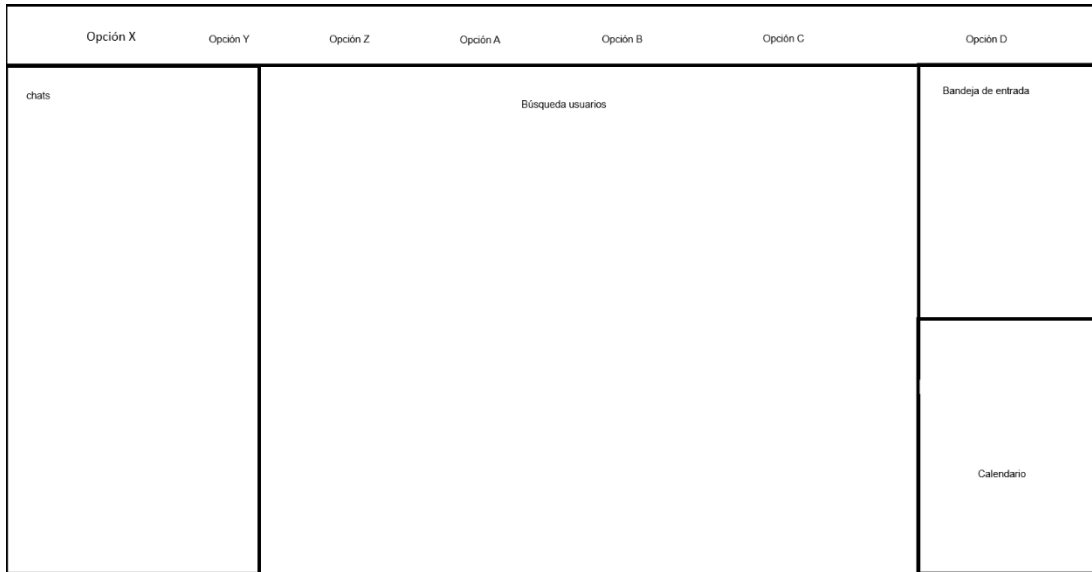 Opción X
Opción Y
Opción Z
Opción A
Opción B
Opción C
Opción D
chats
Búsqueda usuarios
Bandeja de entrada
Calendario